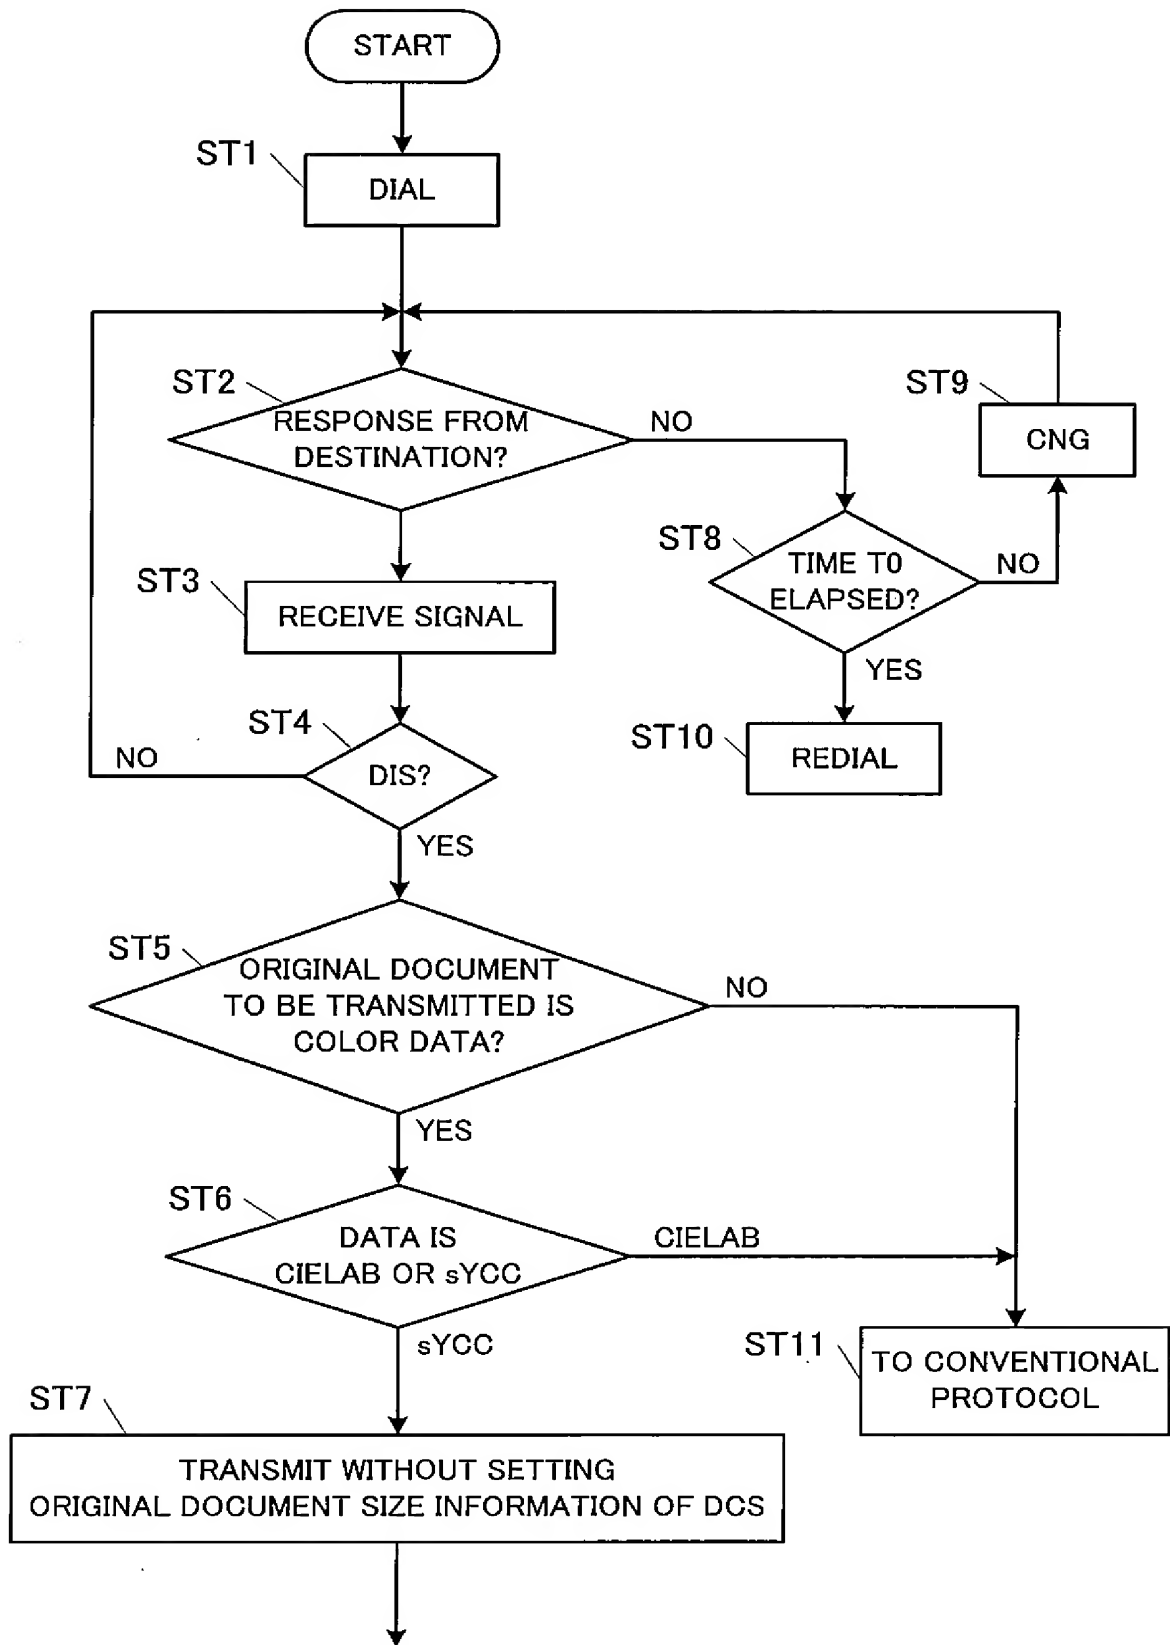 START
ST1
DIAL
ST2
RESPONSE FROM
DESTINATION?
NO
ST9
CNG
ST8
TIME T0
ELAPSED?
NO
YES
ST10
REDIAL
ST3
RECEIVE SIGNAL
ST4
DIS?
NO
YES
ST5
ORIGINAL DOCUMENT
TO BE TRANSMITTED IS
COLOR DATA?
NO
YES
ST6
DATA IS
CIELAB OR sYCC
CIELAB
sYCC
ST11
TO CONVENTIONAL
PROTOCOL
ST7
TRANSMIT WITHOUT SETTING
ORIGINAL DOCUMENT SIZE INFORMATION OF DCS